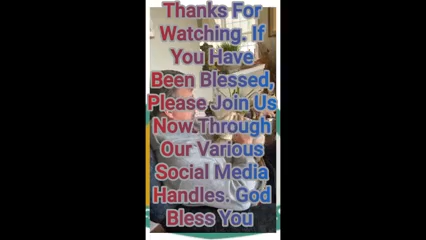 Thanks For
Watching. If
You Have
Been Blessed,
Please Join Us
Now Through
Our Various
Social Media
Handles. God
Bless You